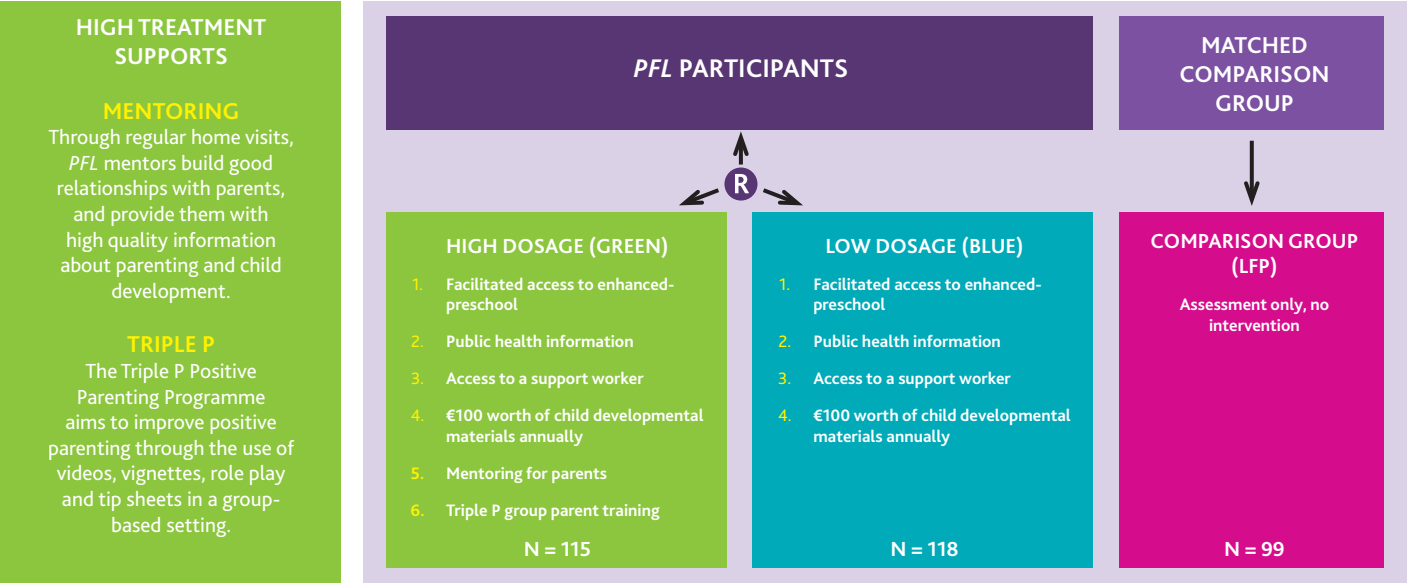 HIGH TREATMENT
SUPPORTS
MENTORING
Through regular home visits,
PFL mentors build good
relationships with parents,
and provide them with
high quality information
about parenting and child
development.
TRIPLE P
The Triple P Positive
Parenting Programme
aims to improve positive
parenting through the use of
videos, vignettes, role play
and tip sheets in a group-
based setting.
PFL PARTICIPANTS
MATCHED
COMPARISON
GROUP
R
HIGH DOSAGE (GREEN)
1. Facilitated access to enhanced-
preschool
2. Public health information
3. Access to a support worker
4. €100 worth of child developmental
materials annually
5. Mentoring for parents
6. Triple P group parent training
N = 115
LOW DOSAGE (BLUE)
1. Facilitated access to enhanced-
preschool
2. Public health information
3. Access to a support worker
4. €100 worth of child developmental
materials annually
N = 118
COMPARISON GROUP
(LFP)
Assessment only, no
intervention
N = 99